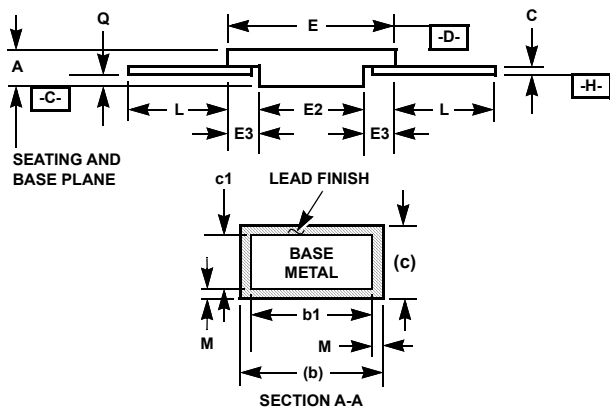 Q
E
C
-D-
A
-C-
-H-
L
E3
E2
E3
L
SEATING AND
BASE PLANE
c1
LEAD FINISH
BASE
METAL
(c)
M
b1
M
(b)
SECTION A-A